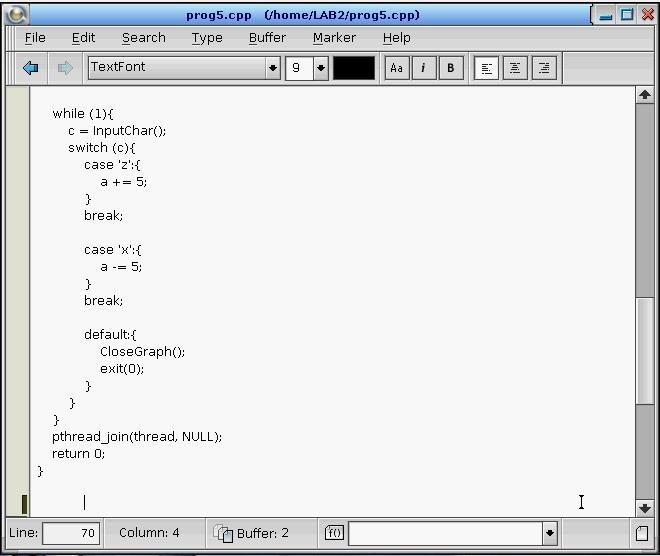 prog5.cpp (/home/LAB2/prog5.cpp)
File Edit Search Type Buffer Marker Help
TextFont 9 Aa i B
while (1){
c = InputChar();
switch (c){
case 'z':{
a += 5;
}
break;
case 'x':{
a -= 5;
}
break;
default:{
CloseGraph();
exit(0);
}
}
}
pthread_join(thread, NULL);
return 0;
}
Line: 70 Column: 4 Buffer: 2 f()